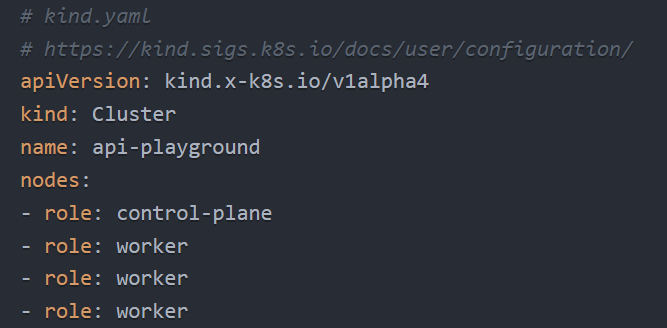 # kind.yaml
# https://kind.sigs.k8s.io/docs/user/configuration/
apiVersion: kind.x-k8s.io/v1alpha4
kind: Cluster
name: api-playground
nodes:
- role: control-plane
- role: worker
- role: worker
- role: worker